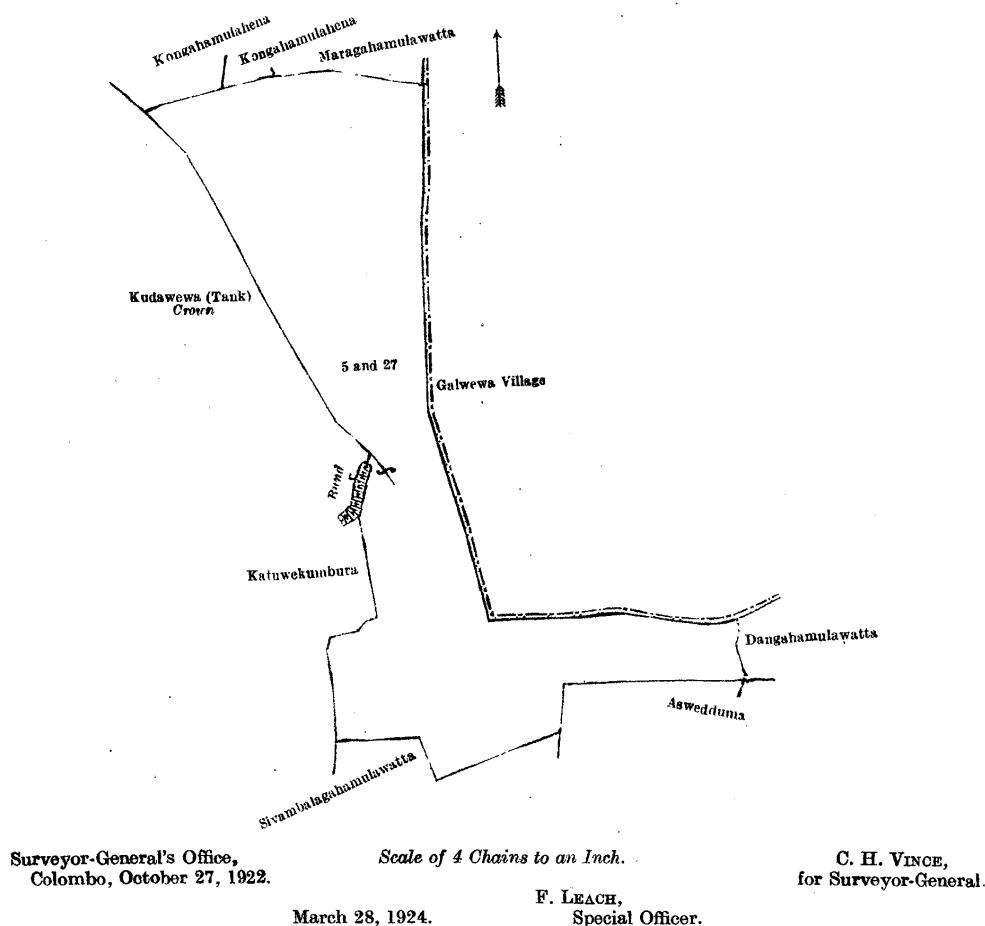 Kongahamulahena
Kongahamulahena
Maragahamulawatta
Kudawewa (Tank)
Crown
5 and 27
Galwewa Village
Bund
Katuwekumbura
Dangahamulawatta
Aswedduma
Sivambalagahamulawatta
Surveyor-General's Office,
Colombo, October 27, 1922.
Scale of 4 Chains to an Inch.
C. H. VINCE,
for Surveyor-General.
F. LEACH,
March 28, 1924.
Special Officer.